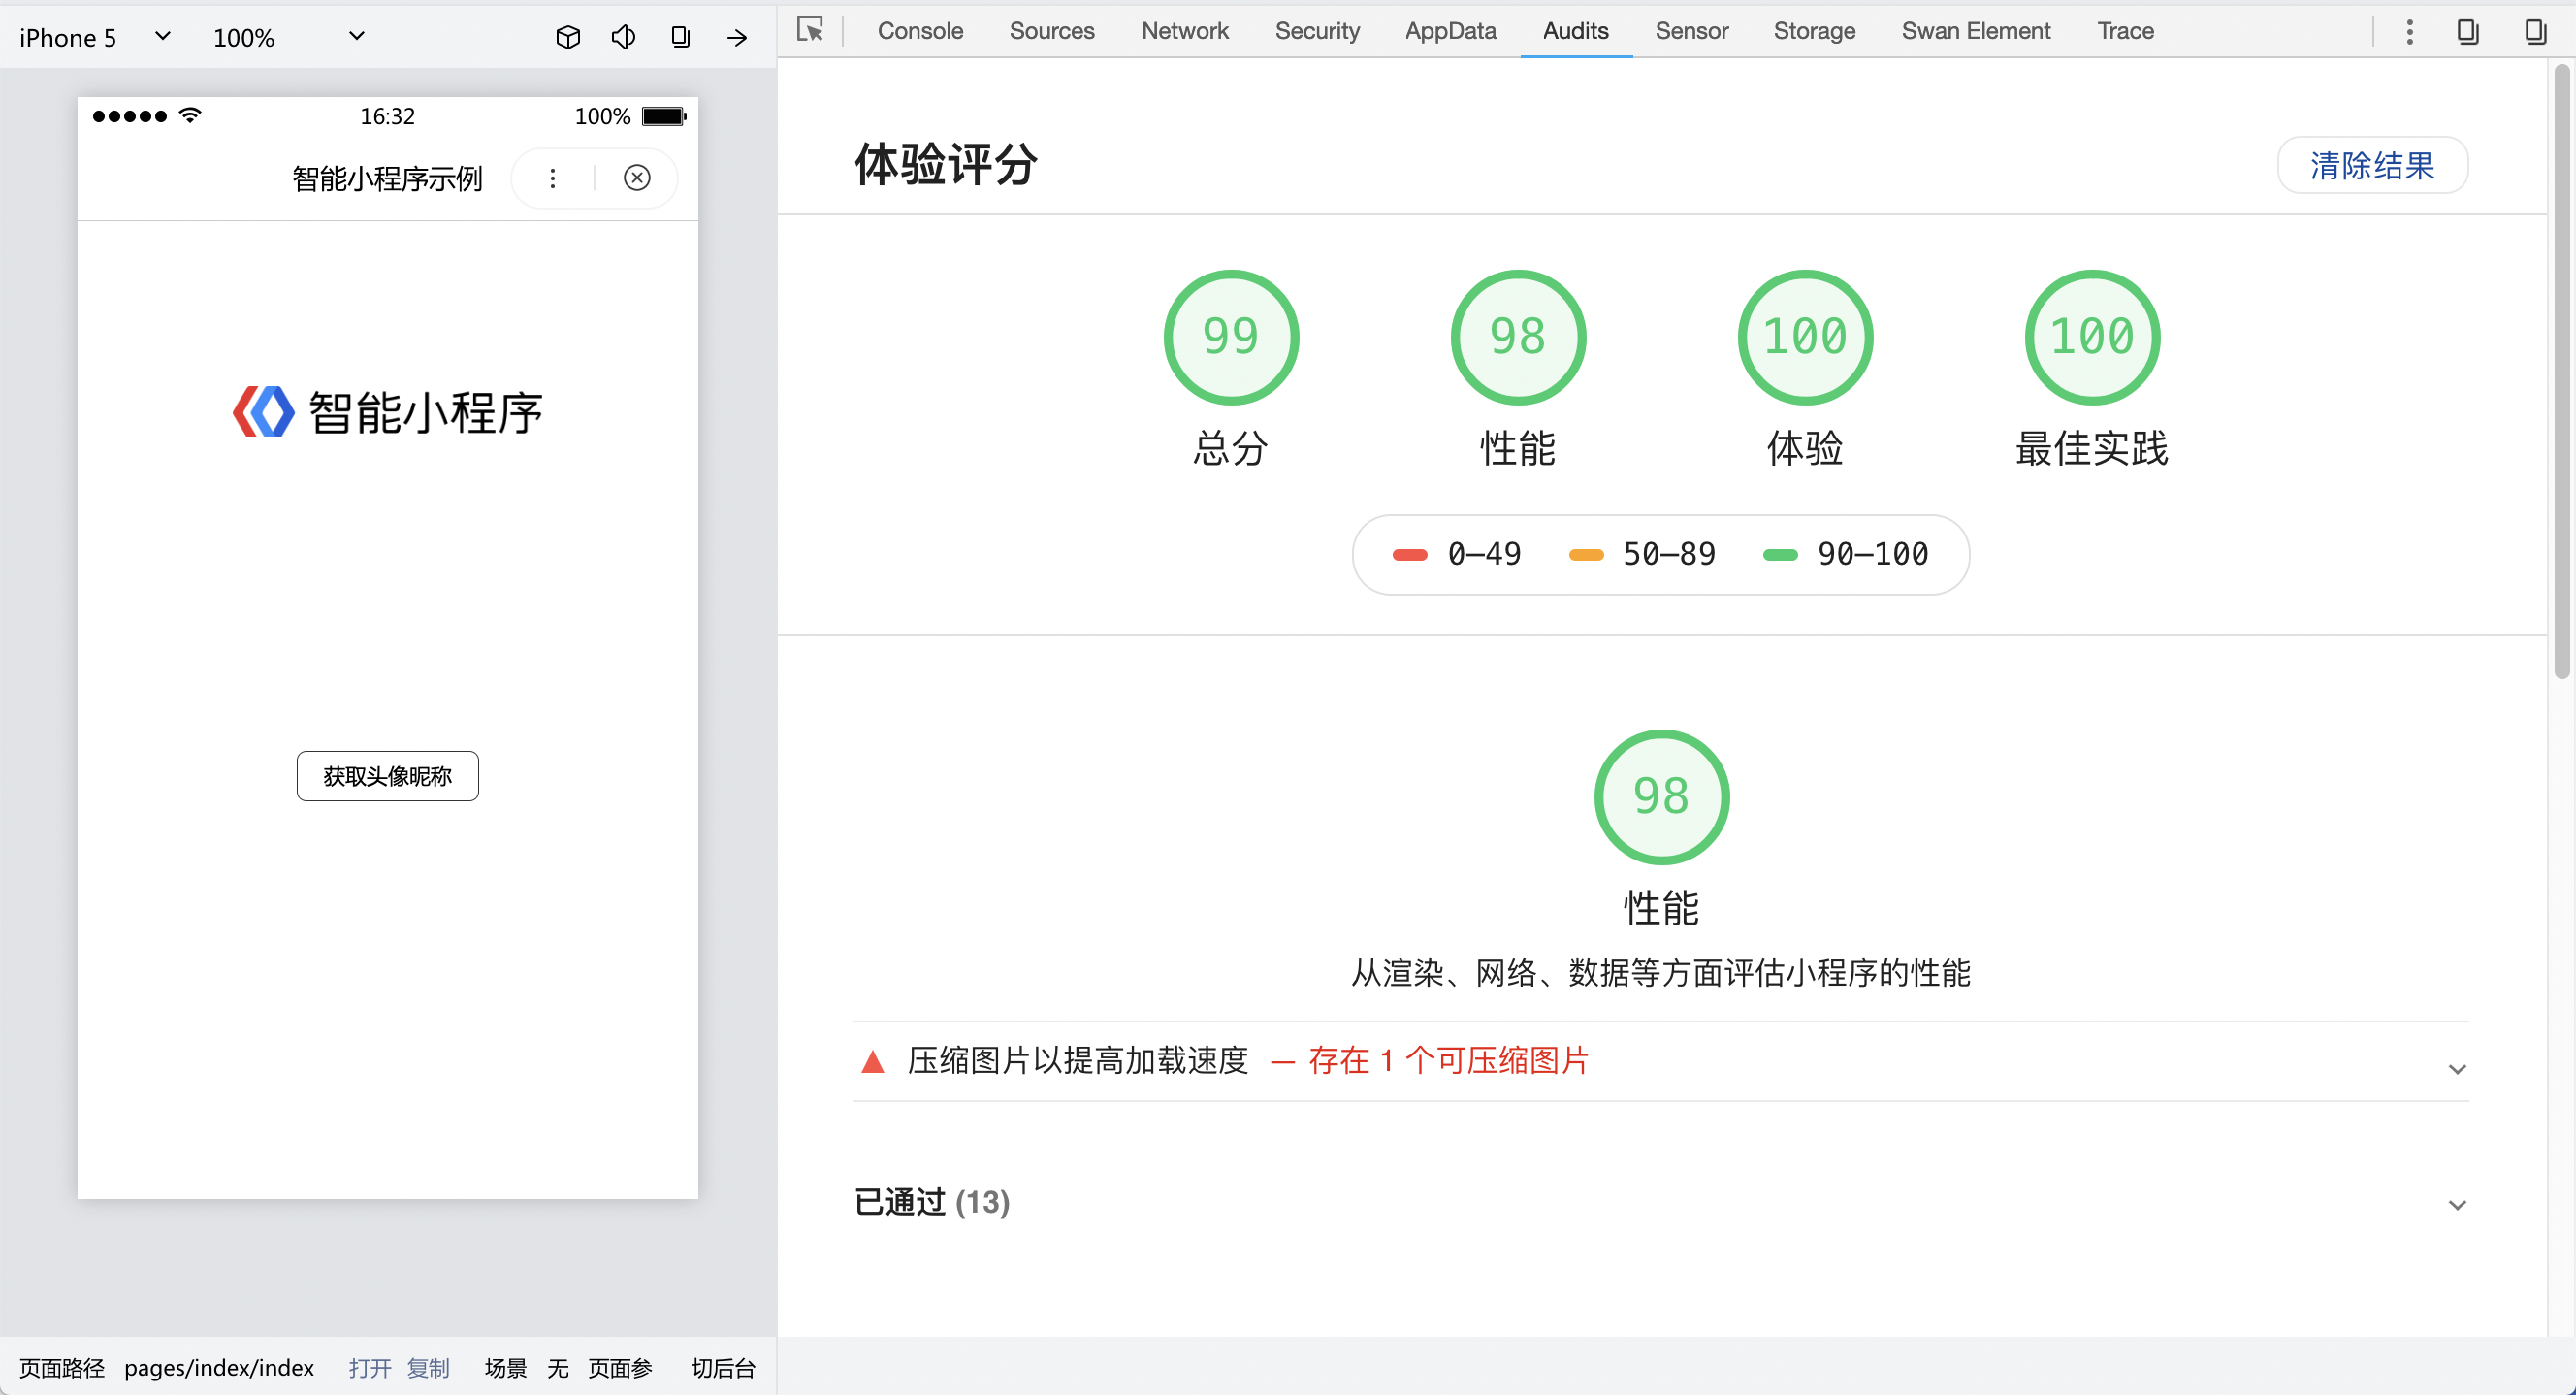 iPhone 5 100%
Console Sources Network Security AppData Audits Sensor Storage Swan Element Trace
16:32 100%
智能小程序示例
智能小程序
获取头像昵称
页面路径 pages/index/index 打开 复制 场景 无 页面参 切后台
体验评分 清除结果
99 98 100 100
总分 性能 体验 最佳实践
0—49 50—89 90—100
98
性能
从渲染、网络、数据等方面评估小程序的性能
压缩图片以提高加载速度 — 存在 1 个可压缩图片
已通过 (13)